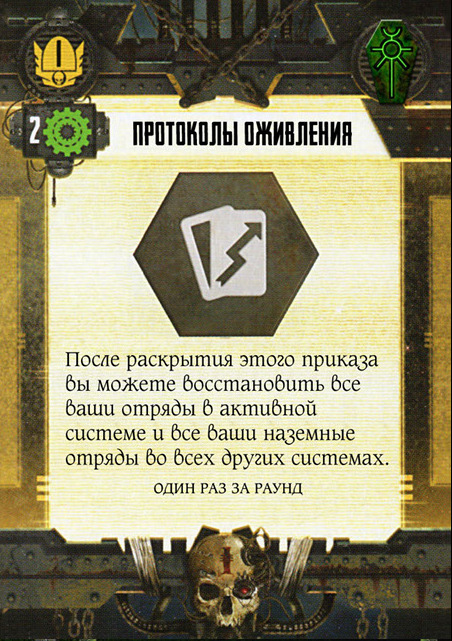 2
ПРОТОКОЛЫ ОЖИВЛЕНИЯ
После раскрытия этого приказа
вы можете восстановить все
ваши отряды в активной
системе и все ваши наземные
отряды во всех других системах.
ОДИН РАЗ ЗА РАУНД